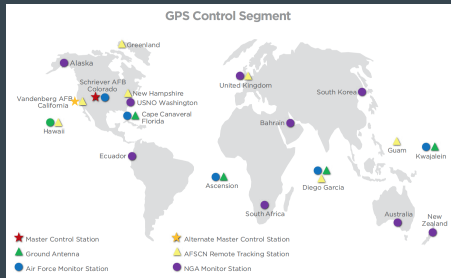 GPS Control Segment
Greenland
Alaska
Schriever AFB
Colorado
Vandenberg AFB
California
New Hampshire
USNO Washington
Cape Canaveral
Florida
Hawaii
United Kingdom
South Korea
Bahrain
Guam
Kwajalein
Ecuador
Ascension
Diego Garcia
South Africa
Australia
New
Zealand
Master Control Station
Alternate Master Control Station
Ground Antenna
AFSCN Remote Tracking Station
Air Force Monitor Station
NGA Monitor Station